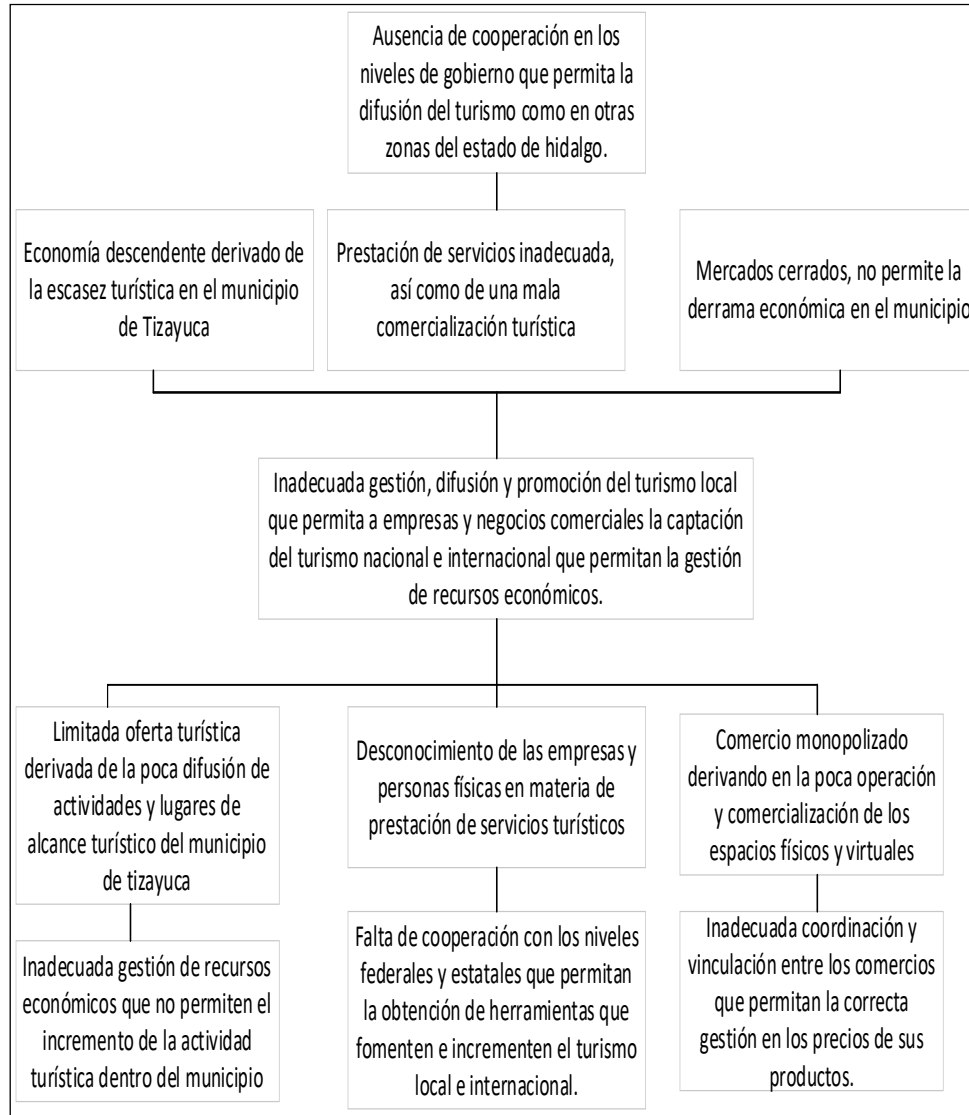 Ausencia de cooperación en los
niveles de gobierno que permita la
difusión del turismo como en otras
zonas del estado de hidalgo.
Economía descendente derivado de
la escasez turística en el municipio
de Tizayuca
Prestación de servicios inadecuada,
así como de una mala
comercialización turística
Mercados cerrados, no permite la
derrama económica en el municipio
Inadecuada gestión, difusión y promoción del turismo local
que permita a empresas y negocios comerciales la captación
del turismo nacional e internacional que permitan la gestión
de recursos económicos.
Limitada oferta turística
derivada de la poca difusión de
actividades y lugares de
alcance turístico del municipio
de tizayuca
Desconocimiento de las empresas y
personas físicas en materia de
prestación de servicios turísticos
Comercio monopolizado
derivando en la poca operación
y comercialización de los
espacios físicos y virtuales
Inadecuada gestión de recursos
económicos que no permiten el
incremento de la actividad
turística dentro del municipio
Falta de cooperación con los niveles
federales y estatales que permitan
la obtención de herramientas que
fomenten e incrementen el turismo
local e internacional.
Inadecuada coordinación y
vinculación entre los comercios
que permitan la correcta
gestión en los precios de sus
productos.